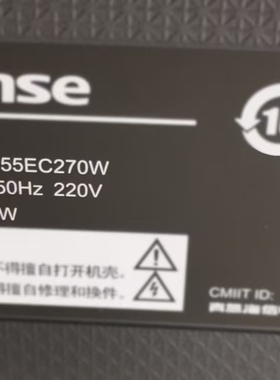 nse
1
55EC270W
50Hz 220V
W
不得擅自打开机壳。
得擅自修理和换件。
CMIIT ID: